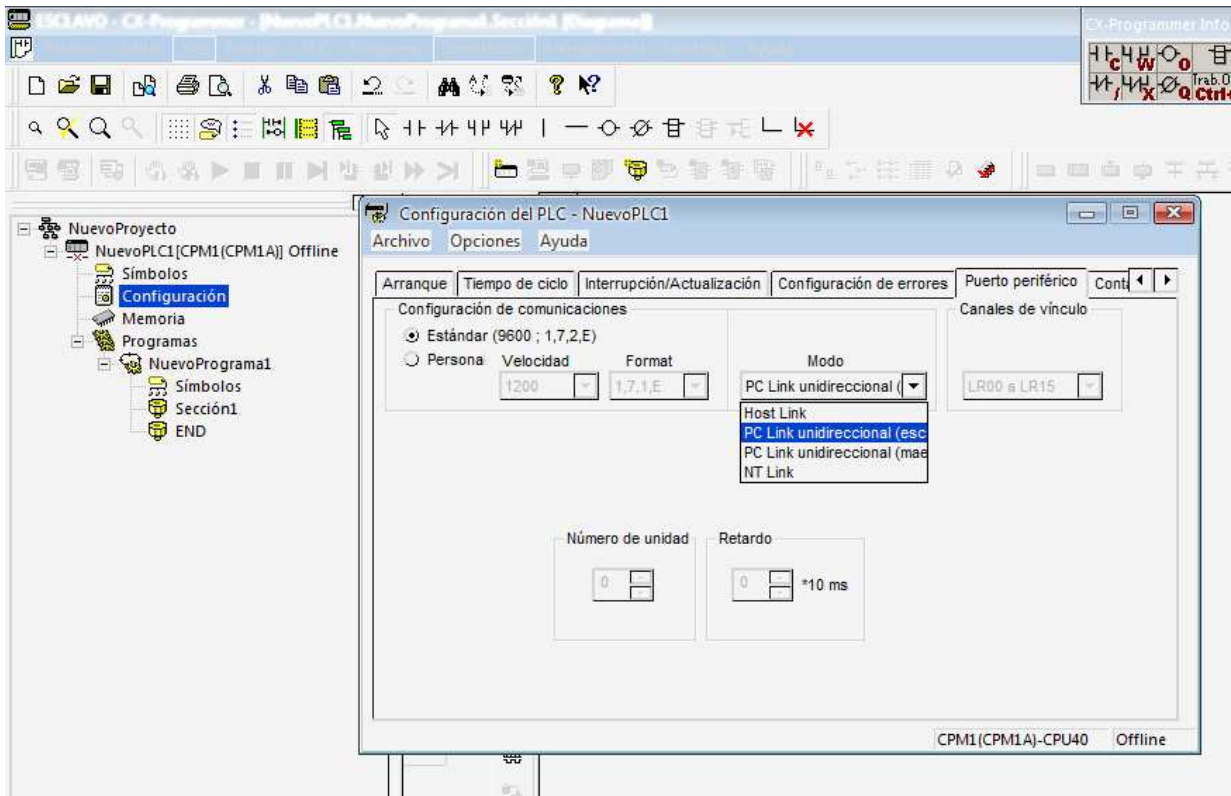 ESCLAVO - CX-Programmer - [NuevoPLC1.NuevoPrograma1.Sección1 [Diagrama]]
CX-Programmer Info
C W O
/ X Q Trab.O
Ctrl+
NuevoProyecto
NuevoPLC1[CPM1(CPM1A)] Offline
Símbolos
Configuración
Memoria
Programas
NuevoPrograma1
Símbolos
Sección1
END
Configuración del PLC - NuevoPLC1
Archivo Opciones Ayuda
Arranque Tiempo de ciclo Interrupción/Actualización Configuración de errores Puerto periférico
Configuración de comunicaciones Canales de vínculo
Estándar (9600 ; 1,7,2,E)
Persona Velocidad Format Modo
1200 1,7,1,E PC Link unidireccional ( LR00 a LR15
Host Link
PC Link unidireccional (esc
PC Link unidireccional (mae
NT Link
Número de unidad Retardo
0 0 *10 ms
CPM1(CPM1A)-CPU40 Offline